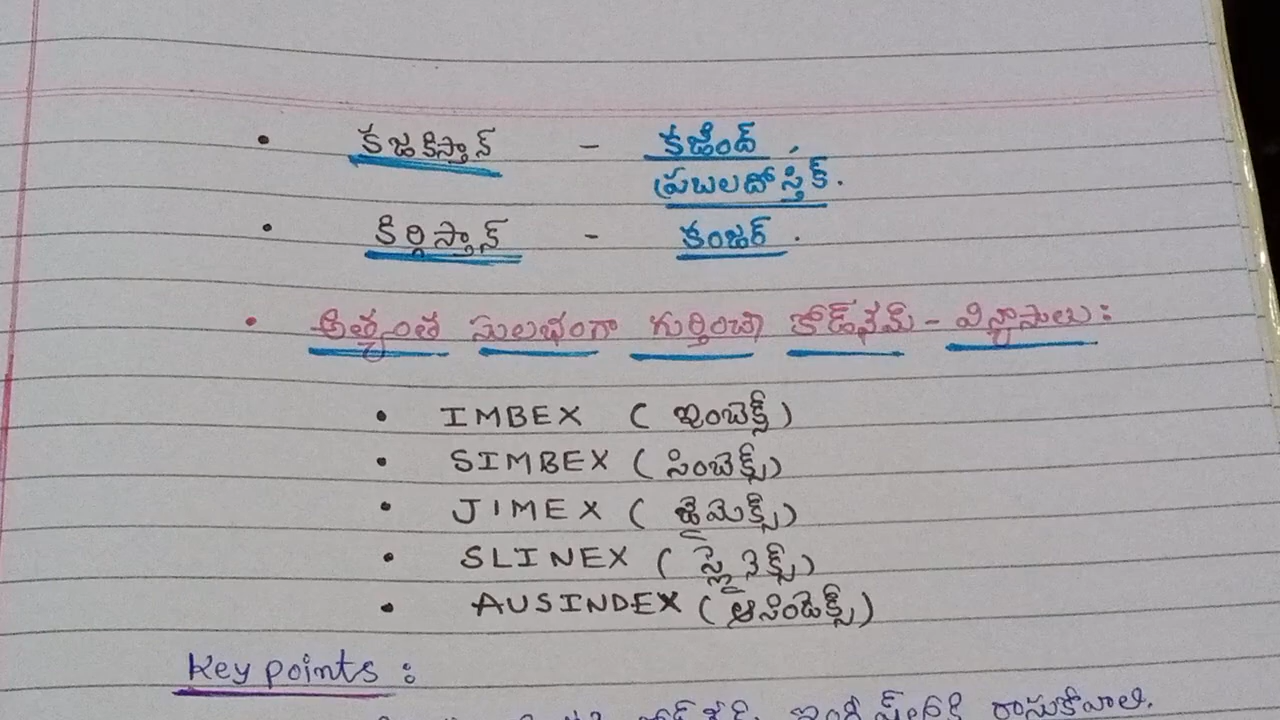 • కజకిస్తాన్ - కజింద్.
ప్రబలదోస్తిక్.
• కిర్గిస్తాన్ - కంజర్.
• అత్యంత సులభంగా గుర్తించా కోడ్‌నేమ్ - విన్యాసాలు:
• IMBEX ( ఇంబెక్స్ )
• SIMBEX ( సింబెక్స్ )
• JIMEX ( జైమెక్స్ )
• SLINEX ( స్లైనెక్స్ )
• AUSINDEX ( ఆసిండెక్స్ )
Key points :
రాసుకోవాలి.